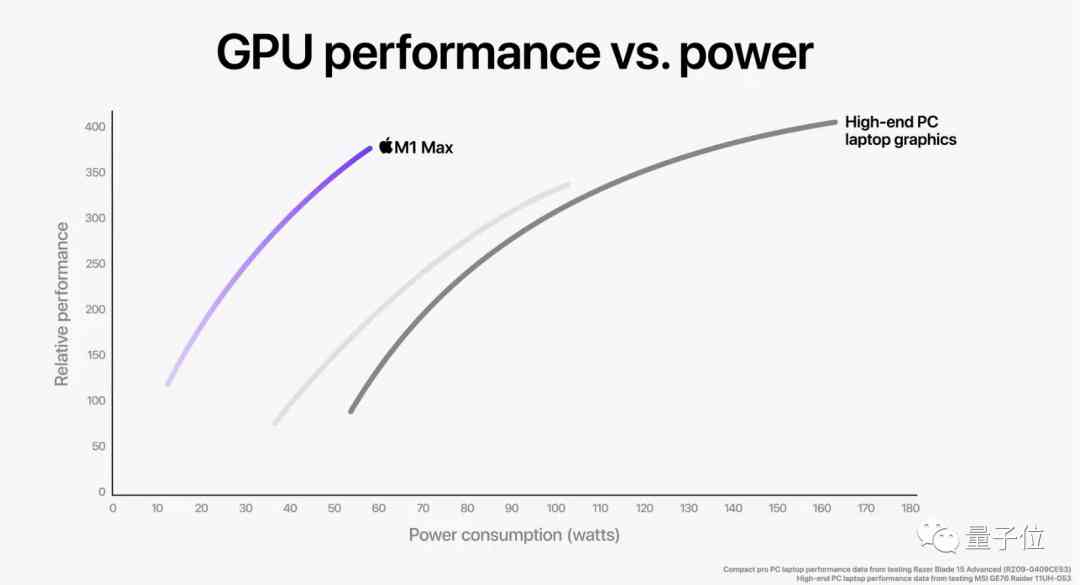 GPU performance vs. power
400
350
300
250
200
150
100
50
0
Relative performance
M1 Max
High-end PC
laptop graphics
0 10 20 30 40 50 60 70 80 90 100 110 120 130 140 150 160 170 180
Power consumption (watts)
量子位
Compact pro PC laptop performance data from testing Razer Blade 15 Advanced (RZ09-0409CE53)
High-end PC laptop performance data from testing MSI GE76 Raider 11UH-053